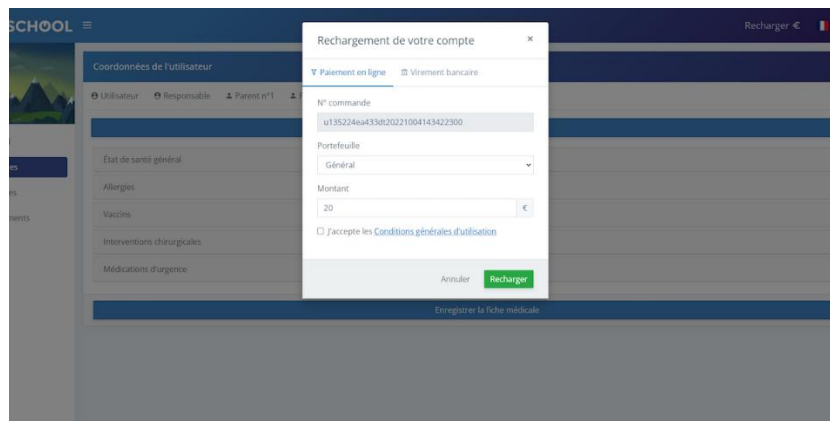 SCHOOL
Recharger €
Rechargement de votre compte
×
Coordonnées de l'utilisateur
Paiement en ligne
Virement bancaire
Utilisateur
Responsable
Parent n°1
N° commande
u135224ea433dt20221004143422300
Portefeuille
Général
État de santé général
Montant
Allergies
20
€
Vaccins
J'accepte les Conditions générales d'utilisation
Interventions chirurgicales
Médications d'urgence
Annuler
Recharger
Enregistrer la fiche médicale